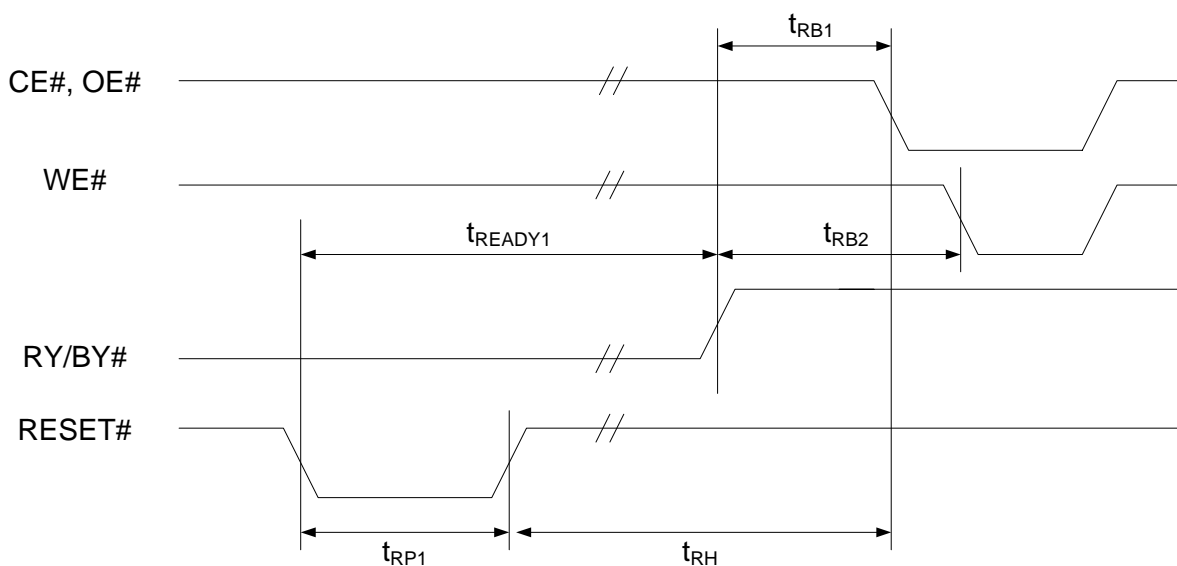 tRB1
CE#, OE#
WE#
tREADY1
tRB2
RY/BY#
RESET#
tRP1
tRH